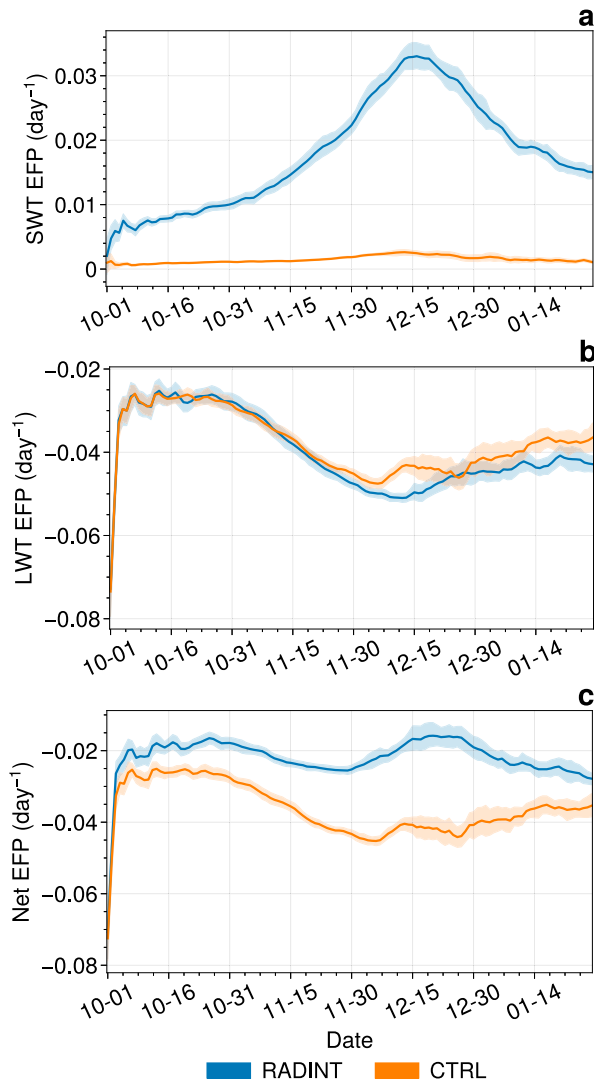 a
SWT EFP (day⁻¹)
0.03
0.02
0.01
0
10-01 10-16 10-31 11-15 11-30 12-15 12-30 01-14
b
LWT EFP (day⁻¹)
−0.02
−0.04
−0.06
−0.08
10-01 10-16 10-31 11-15 11-30 12-15 12-30 01-14
c
Net EFP (day⁻¹)
−0.02
−0.04
−0.06
−0.08
10-01 10-16 10-31 11-15 11-30 12-15 12-30 01-14
Date
RADINT CTRL